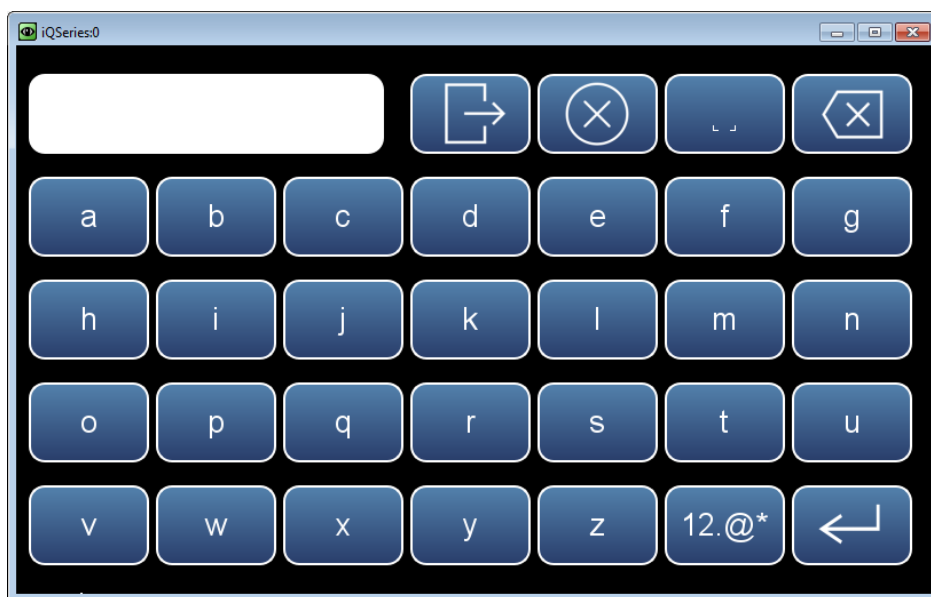 iQSeries:0
a b c d e f g
h i j k l m n
o p q r s t u
v w x y z 12.@*